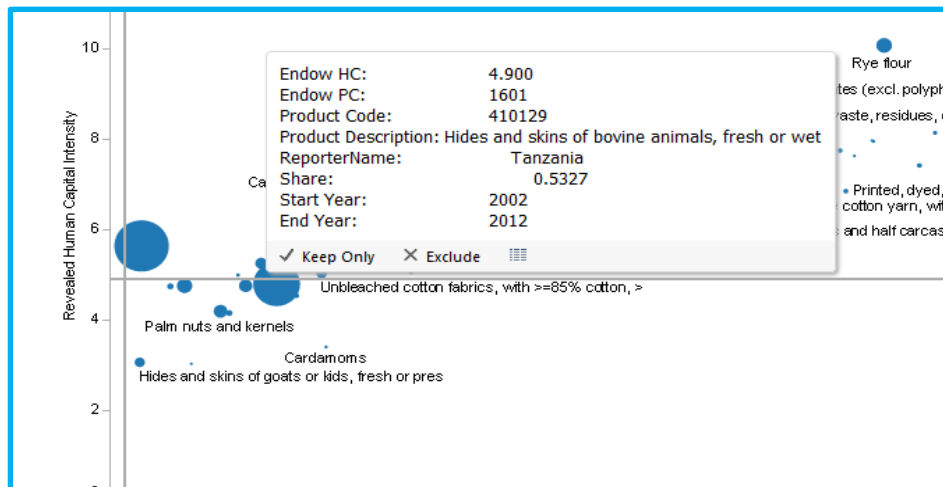 10
8
6
4
2
Revealed Human Capital Intensity
Endow HC: 4.900
Endow PC: 1601
Product Code: 410129
Product Description: Hides and skins of bovine animals, fresh or wet
ReporterName: Tanzania
Share: 0.5327
Start Year: 2002
End Year: 2012
Keep Only Exclude
Rye flour
(excl. polyph
residues,
Ca
Printed, dyed,
cotton yarn, wit
and half carcas
Unbleached cotton fabrics, with >=85% cotton, >
Palm nuts and kernels
Cardamoms
Hides and skins of goats or kids, fresh or pres